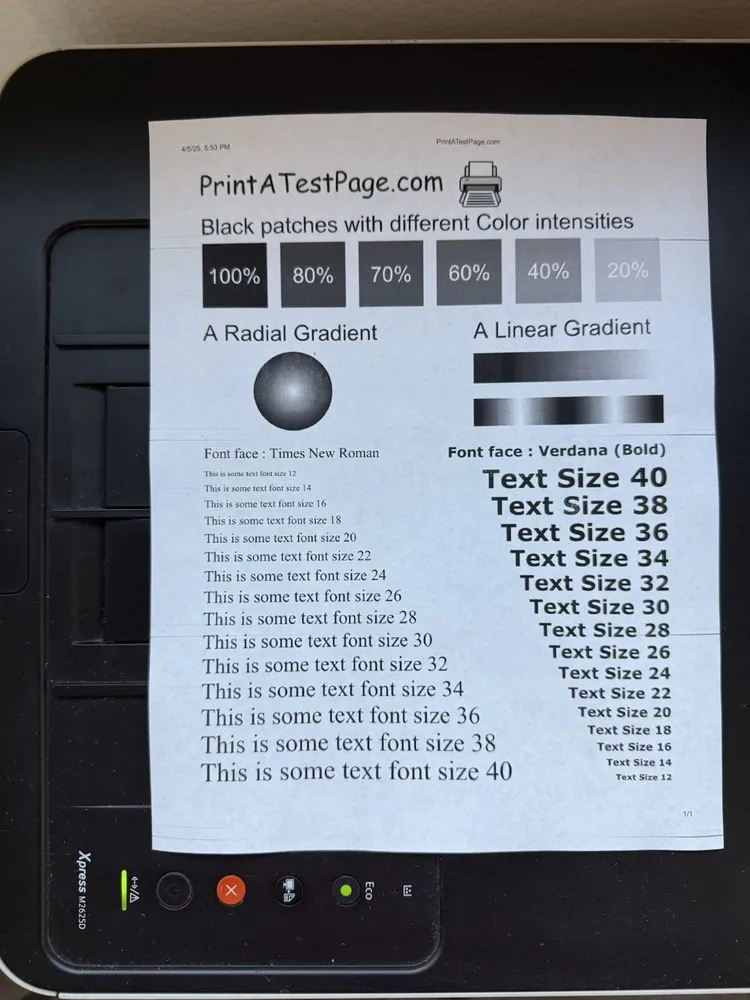 4/5/25, 5:53 PM
PrintATestPage.com
PrintATestPage.com
Black patches with different Color intensities
100% 80% 70% 60% 40% 20%
A Radial Gradient
A Linear Gradient
Font face : Times New Roman
This is some text font size 12
This is some text font size 14
This is some text font size 16
This is some text font size 18
This is some text font size 20
This is some text font size 22
This is some text font size 24
This is some text font size 26
This is some text font size 28
This is some text font size 30
This is some text font size 32
This is some text font size 34
This is some text font size 36
This is some text font size 38
This is some text font size 40
Font face : Verdana (Bold)
Text Size 40
Text Size 38
Text Size 36
Text Size 34
Text Size 32
Text Size 30
Text Size 28
Text Size 26
Text Size 24
Text Size 22
Text Size 20
Text Size 18
Text Size 16
Text Size 14
Text Size 12
1/1
Xpress M2625D
Eco